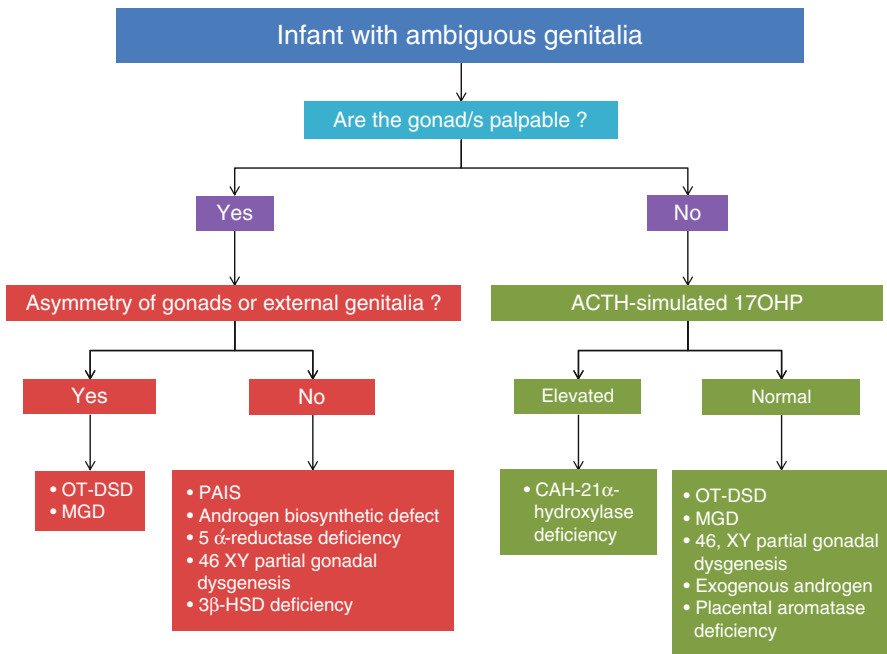 Infant with ambiguous genitalia
Are the gonad/s palpable ?
Yes
No
Asymmetry of gonads or external genitalia ?
ACTH-simulated 17OHP
Yes
No
Elevated
Normal
• OT-DSD
• MGD
• PAIS
• Androgen biosynthetic defect
• 5 ά-reductase deficiency
• 46 XY partial gonadal
dysgenesis
• 3β-HSD deficiency
• CAH-21α-
hydroxylase
deficiency
• OT-DSD
• MGD
• 46, XY partial gonadal
dysgenesis
• Exogenous androgen
• Placental aromatase
deficiency